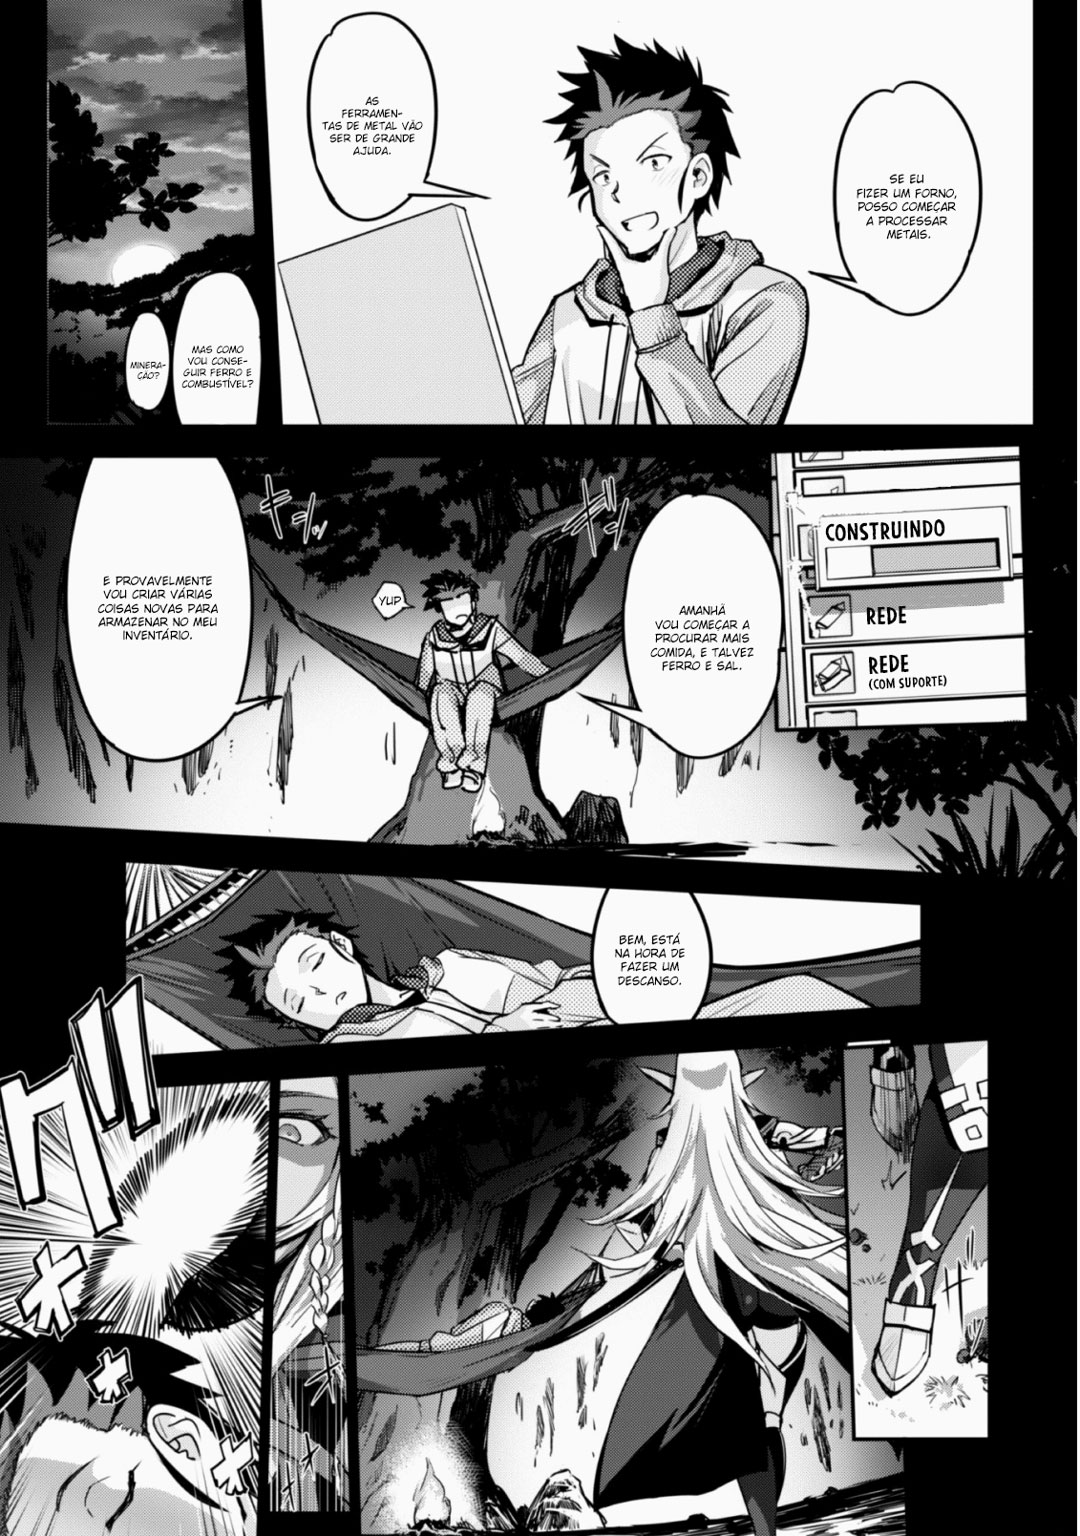 SE EU
FIZER UM FORNO,
POSSO COMEÇAR
A PROCESSAR
METAIS.
AS
FERRAMEN-
TAS DE METAL VÃO
SER DE GRANDE
AJUDA.
MAS COMO
VOU CONSE-
GUIR FERRO E
COMBUSTÍVEL?
MINERA-
ÇÃO?
CONSTRUINDO
REDE
REDE
(COM SUPORTE)
AMANHÃ
VOU COMEÇAR A
PROCURAR MAIS
COMIDA, E TALVEZ
FERRO E SAL.
YUP
E PROVAVELMENTE
VOU CRIAR VÁRIAS
COISAS NOVAS PARA
ARMAZENAR NO MEU
INVENTÁRIO.
BEM, ESTÁ
NA HORA DE
FAZER UM
DESCANSO.